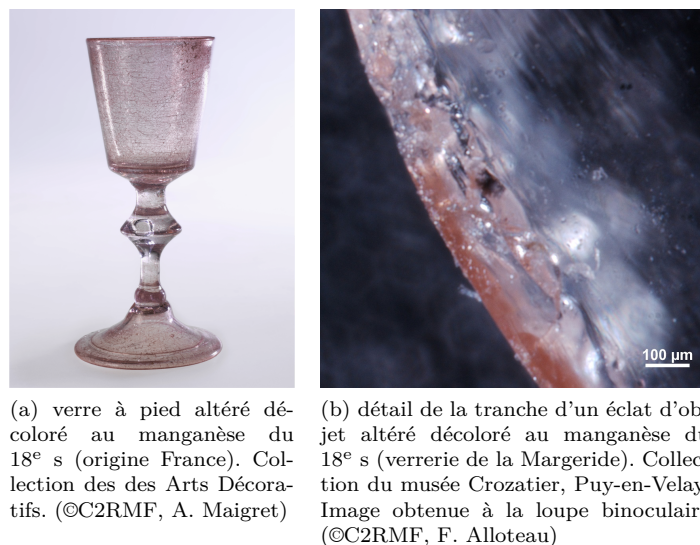 100 µm
(a) verre à pied altéré dé-
coloré au manganèse du
18e s (origine France). Col-
lection des des Arts Décora-
tifs. (©C2RMF, A. Maigret)
(b) détail de la tranche d'un éclat d'ob
jet altéré décoloré au manganèse
18e s (verrerie de la Margeride). Collec
tion du musée Crozatier, Puy-en-Velay
Image obtenue à la loupe binoculair
(©C2RMF, F. Alloteau)